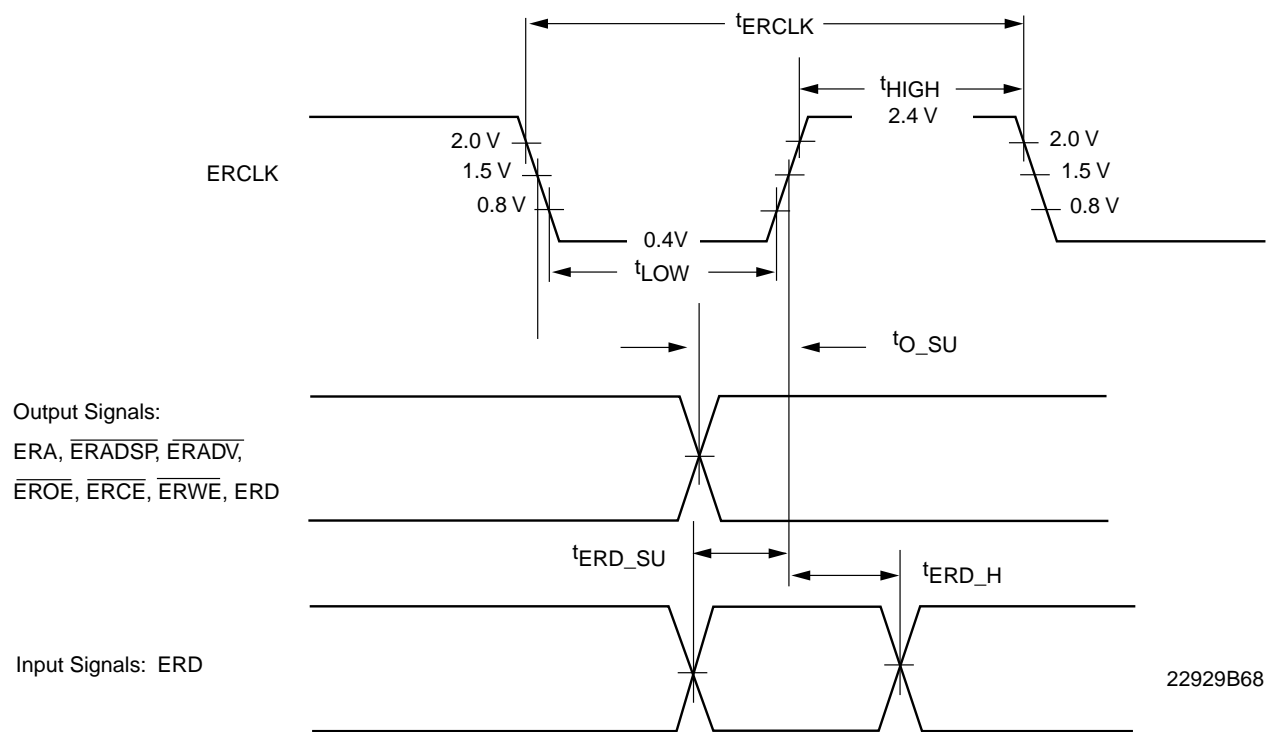 tERCLK
tHIGH
2.4 V
2.0 V
2.0 V
ERCLK
1.5 V
1.5 V
0.8 V
0.8 V
0.4V
tLOW
tO_SU
Output Signals:
ERA, ERADSP, ERADV,
EROE, ERCE, ERWE, ERD
tERD_SU
tERD_H
Input Signals: ERD
22929B68